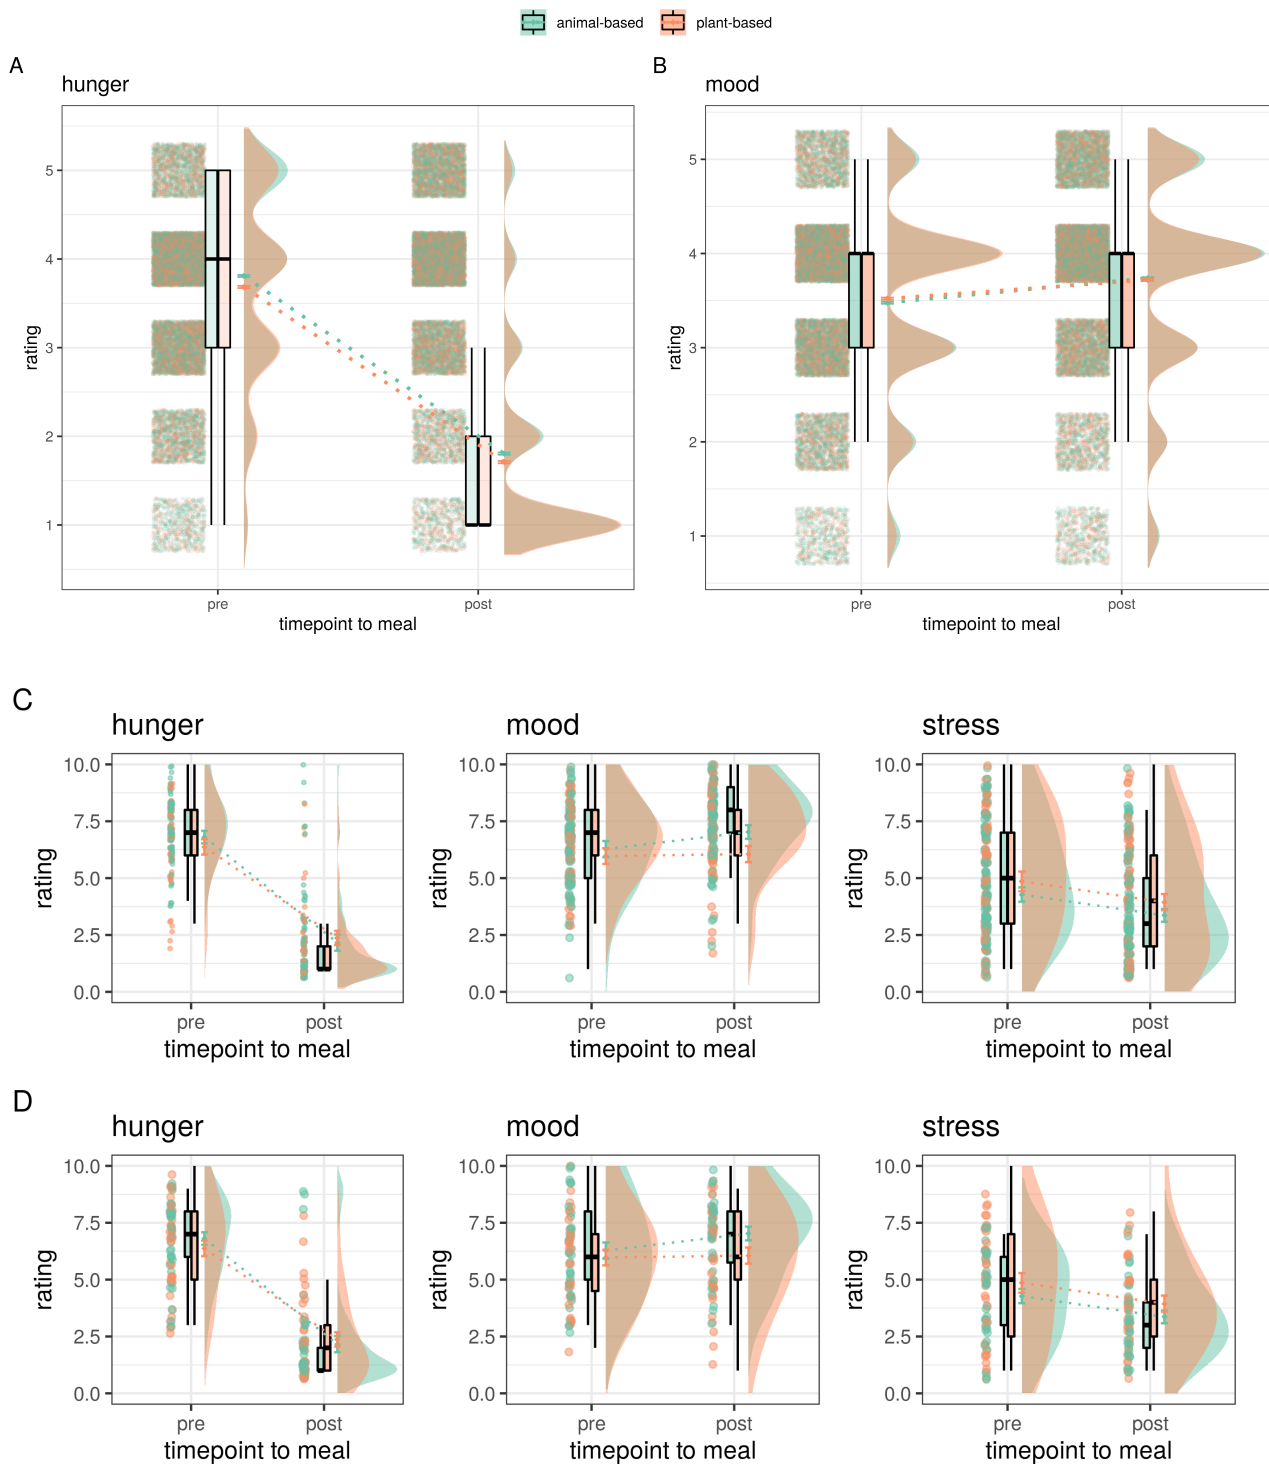 animal-based plant-based
A
B
hunger
mood
rating
5
4
3
2
1
pre
post
timepoint to meal
rating
5
4
3
2
1
pre
post
timepoint to meal
C
hunger
mood
stress
rating
10.0
7.5
5.0
2.5
0.0
pre
post
timepoint to meal
rating
10.0
7.5
5.0
2.5
0.0
pre
post
timepoint to meal
rating
10.0
7.5
5.0
2.5
0.0
pre
post
timepoint to meal
D
hunger
mood
stress
rating
10.0
7.5
5.0
2.5
0.0
pre
post
timepoint to meal
rating
10.0
7.5
5.0
2.5
0.0
pre
post
timepoint to meal
rating
10.0
7.5
5.0
2.5
0.0
pre
post
timepoint to meal